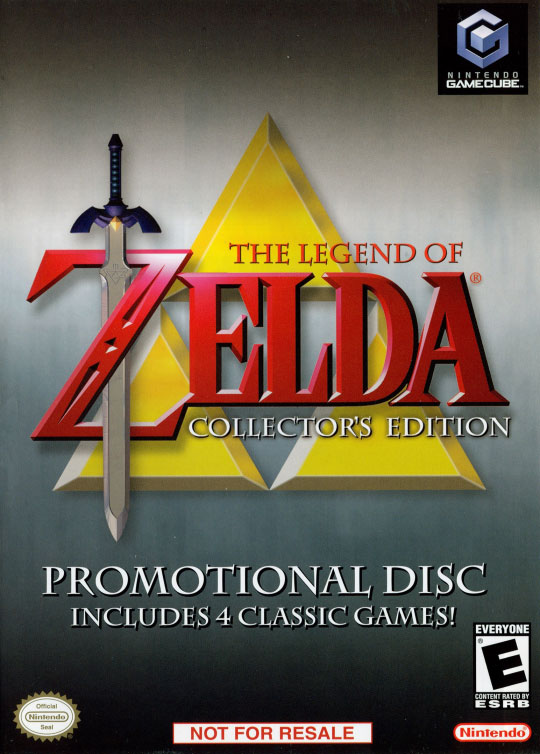 NINTENDO
GAMECUBE™
THE LEGEND OF
ZELDA®
COLLECTOR'S EDITION
PROMOTIONAL DISC
INCLUDES 4 CLASSIC GAMES!
EVERYONE
E
CONTENT RATED BY
ESRB
Official
Nintendo
Seal
NOT FOR RESALE
Nintendo